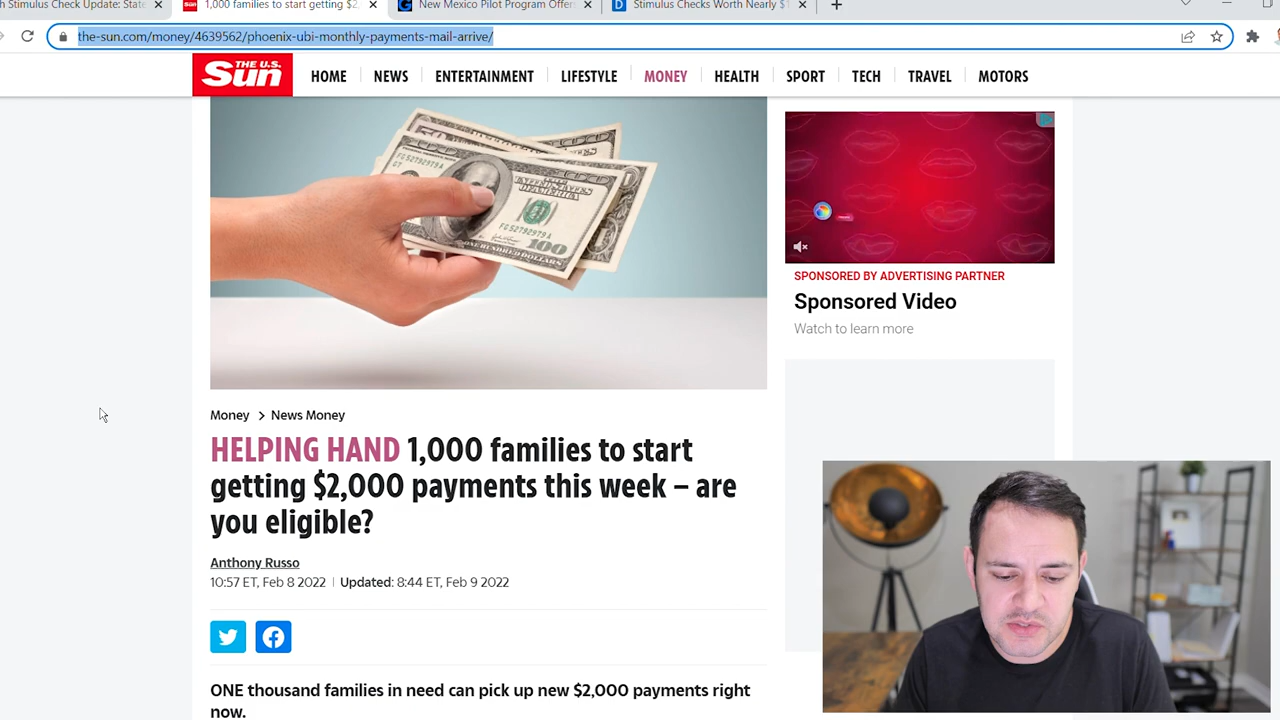 h Stimulus Check Update: State
1,000 families to start getting $2,
New Mexico Pilot Program Offer
Stimulus Checks Worth Nearly $1
the-sun.com/money/4639562/phoenix-ubi-monthly-payments-mail-arrive/
THE U.S. Sun
HOME NEWS ENTERTAINMENT LIFESTYLE MONEY HEALTH SPORT TECH TRAVEL MOTORS
SPONSORED BY ADVERTISING PARTNER
Sponsored Video
Watch to learn more
Money > News Money
HELPING HAND 1,000 families to start
getting $2,000 payments this week – are
you eligible?
Anthony Russo
10:57 ET, Feb 8 2022 | Updated: 8:44 ET, Feb 9 2022
ONE thousand families in need can pick up new $2,000 payments right
now.